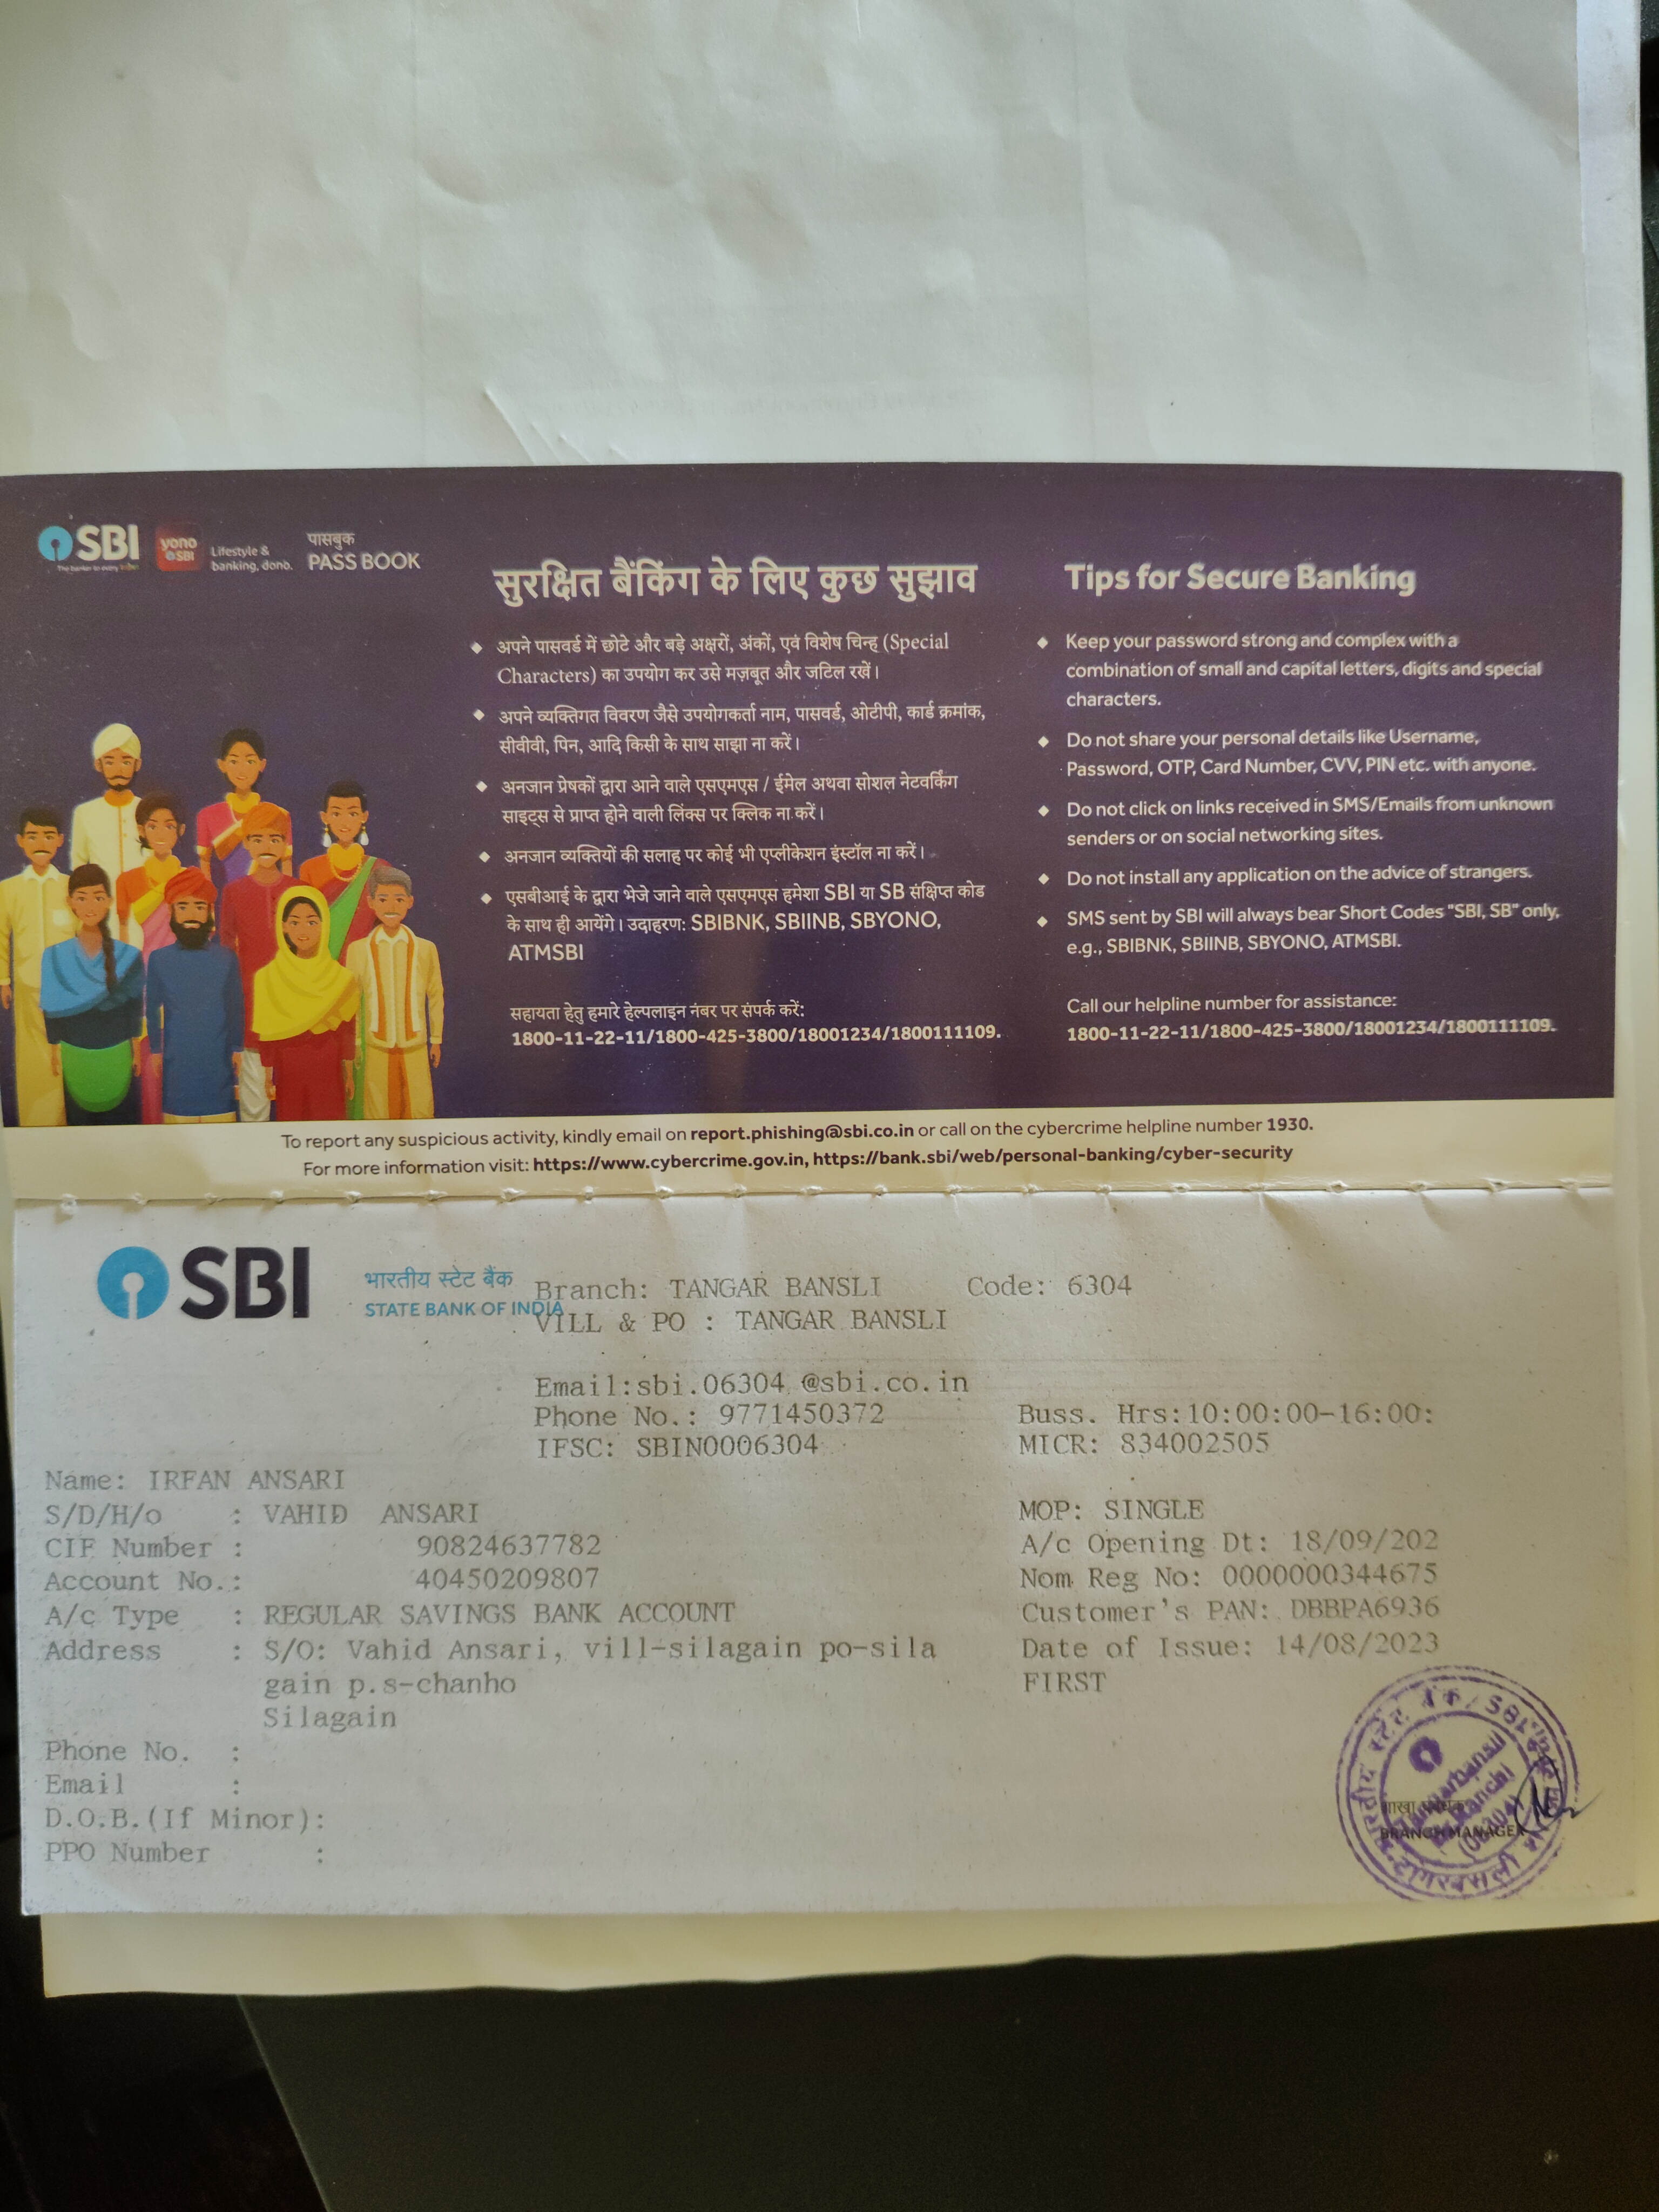 SBI
The banker to every Indian
yono
SBI
Lifestyle &
banking, dono.
पासबुक
PASS BOOK
सुरक्षित बैंकिंग के लिए कुछ सुझाव
अपने पासवर्ड में छोटे और बड़े अक्षरों, अंकों, एवं विशेष चिन्ह (Special
Characters) का उपयोग कर उसे मज़बूत और जटिल रखें।
अपने व्यक्तिगत विवरण जैसे उपयोगकर्ता नाम, पासवर्ड, ओटीपी, कार्ड क्रमांक,
सीवीवी, पिन, आदि किसी के साथ साझा ना करें।
अनजान प्रेषकों द्वारा आने वाले एसएमएस / ईमेल अथवा सोशल नेटवर्किंग
साइट्स से प्राप्त होने वाली लिंक्स पर क्लिक ना करें।
अनजान व्यक्तियों की सलाह पर कोई भी एप्लीकेशन इंस्टॉल ना करें।
एसबीआई के द्वारा भेजे जाने वाले एसएमएस हमेशा SBI या SB संक्षिप्त कोड
के साथ ही आयेंगे। उदाहरण: SBIBNK, SBIINB, SBYONO,
ATMSBI
सहायता हेतु हमारे हेल्पलाइन नंबर पर संपर्क करें:
1800-11-22-11/1800-425-3800/18001234/1800111109.
Tips for Secure Banking
Keep your password strong and complex with a
combination of small and capital letters, digits and special
characters.
Do not share your personal details like Username,
Password, OTP, Card Number, CVV, PIN etc. with anyone.
Do not click on links received in SMS/Emails from unknown
senders or on social networking sites.
Do not install any application on the advice of strangers.
SMS sent by SBI will always bear Short Codes "SBI, SB" only,
e.g., SBIBNK, SBIINB, SBYONO, ATMSBI.
Call our helpline number for assistance:
1800-11-22-11/1800-425-3800/18001234/1800111109.
To report any suspicious activity, kindly email on report.phishing@sbi.co.in or call on the cybercrime helpline number 1930.
For more information visit: https://www.cybercrime.gov.in, https://bank.sbi/web/personal-banking/cyber-security
SBI
भारतीय स्टेट बैंक
STATE BANK OF INDIA
Branch: TANGAR BANSLI Code: 6304
VILL & PO : TANGAR BANSLI
Email:sbi.06304 @sbi.co.in
Phone No.: 9771450372 Buss. Hrs:10:00:00-16:00:
IFSC: SBIN0006304 MICR: 834002505
Name: IRFAN ANSARI
S/D/H/o : VAHID ANSARI MOP: SINGLE
CIF Number : 90824637782 A/c Opening Dt: 18/09/202
Account No.: 40450209807 Nom Reg No: 0000000344675
A/c Type : REGULAR SAVINGS BANK ACCOUNT Customer's PAN: DBBPA6936
Address : S/O: Vahid Ansari, vill-silagain po-sila Date of Issue: 14/08/2023
gain p.s-chanho FIRST
Silagain
Phone No. :
Email :
D.O.B.(If Minor):
PPO Number :
BRANCH MANAGER